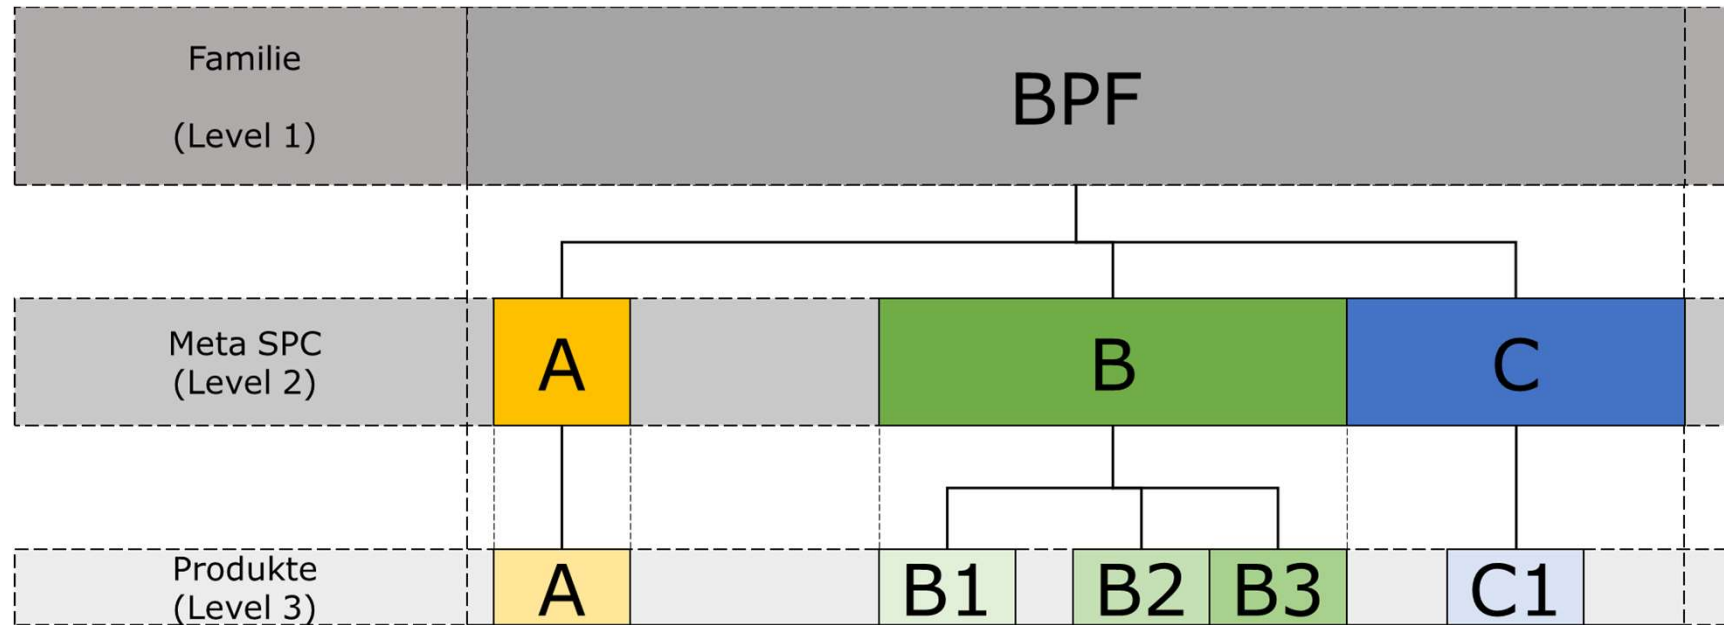 Familie
(Level 1)
BPF
Meta SPC
(Level 2)
A
B
C
Produkte
(Level 3)
A
B1
B2
B3
C1